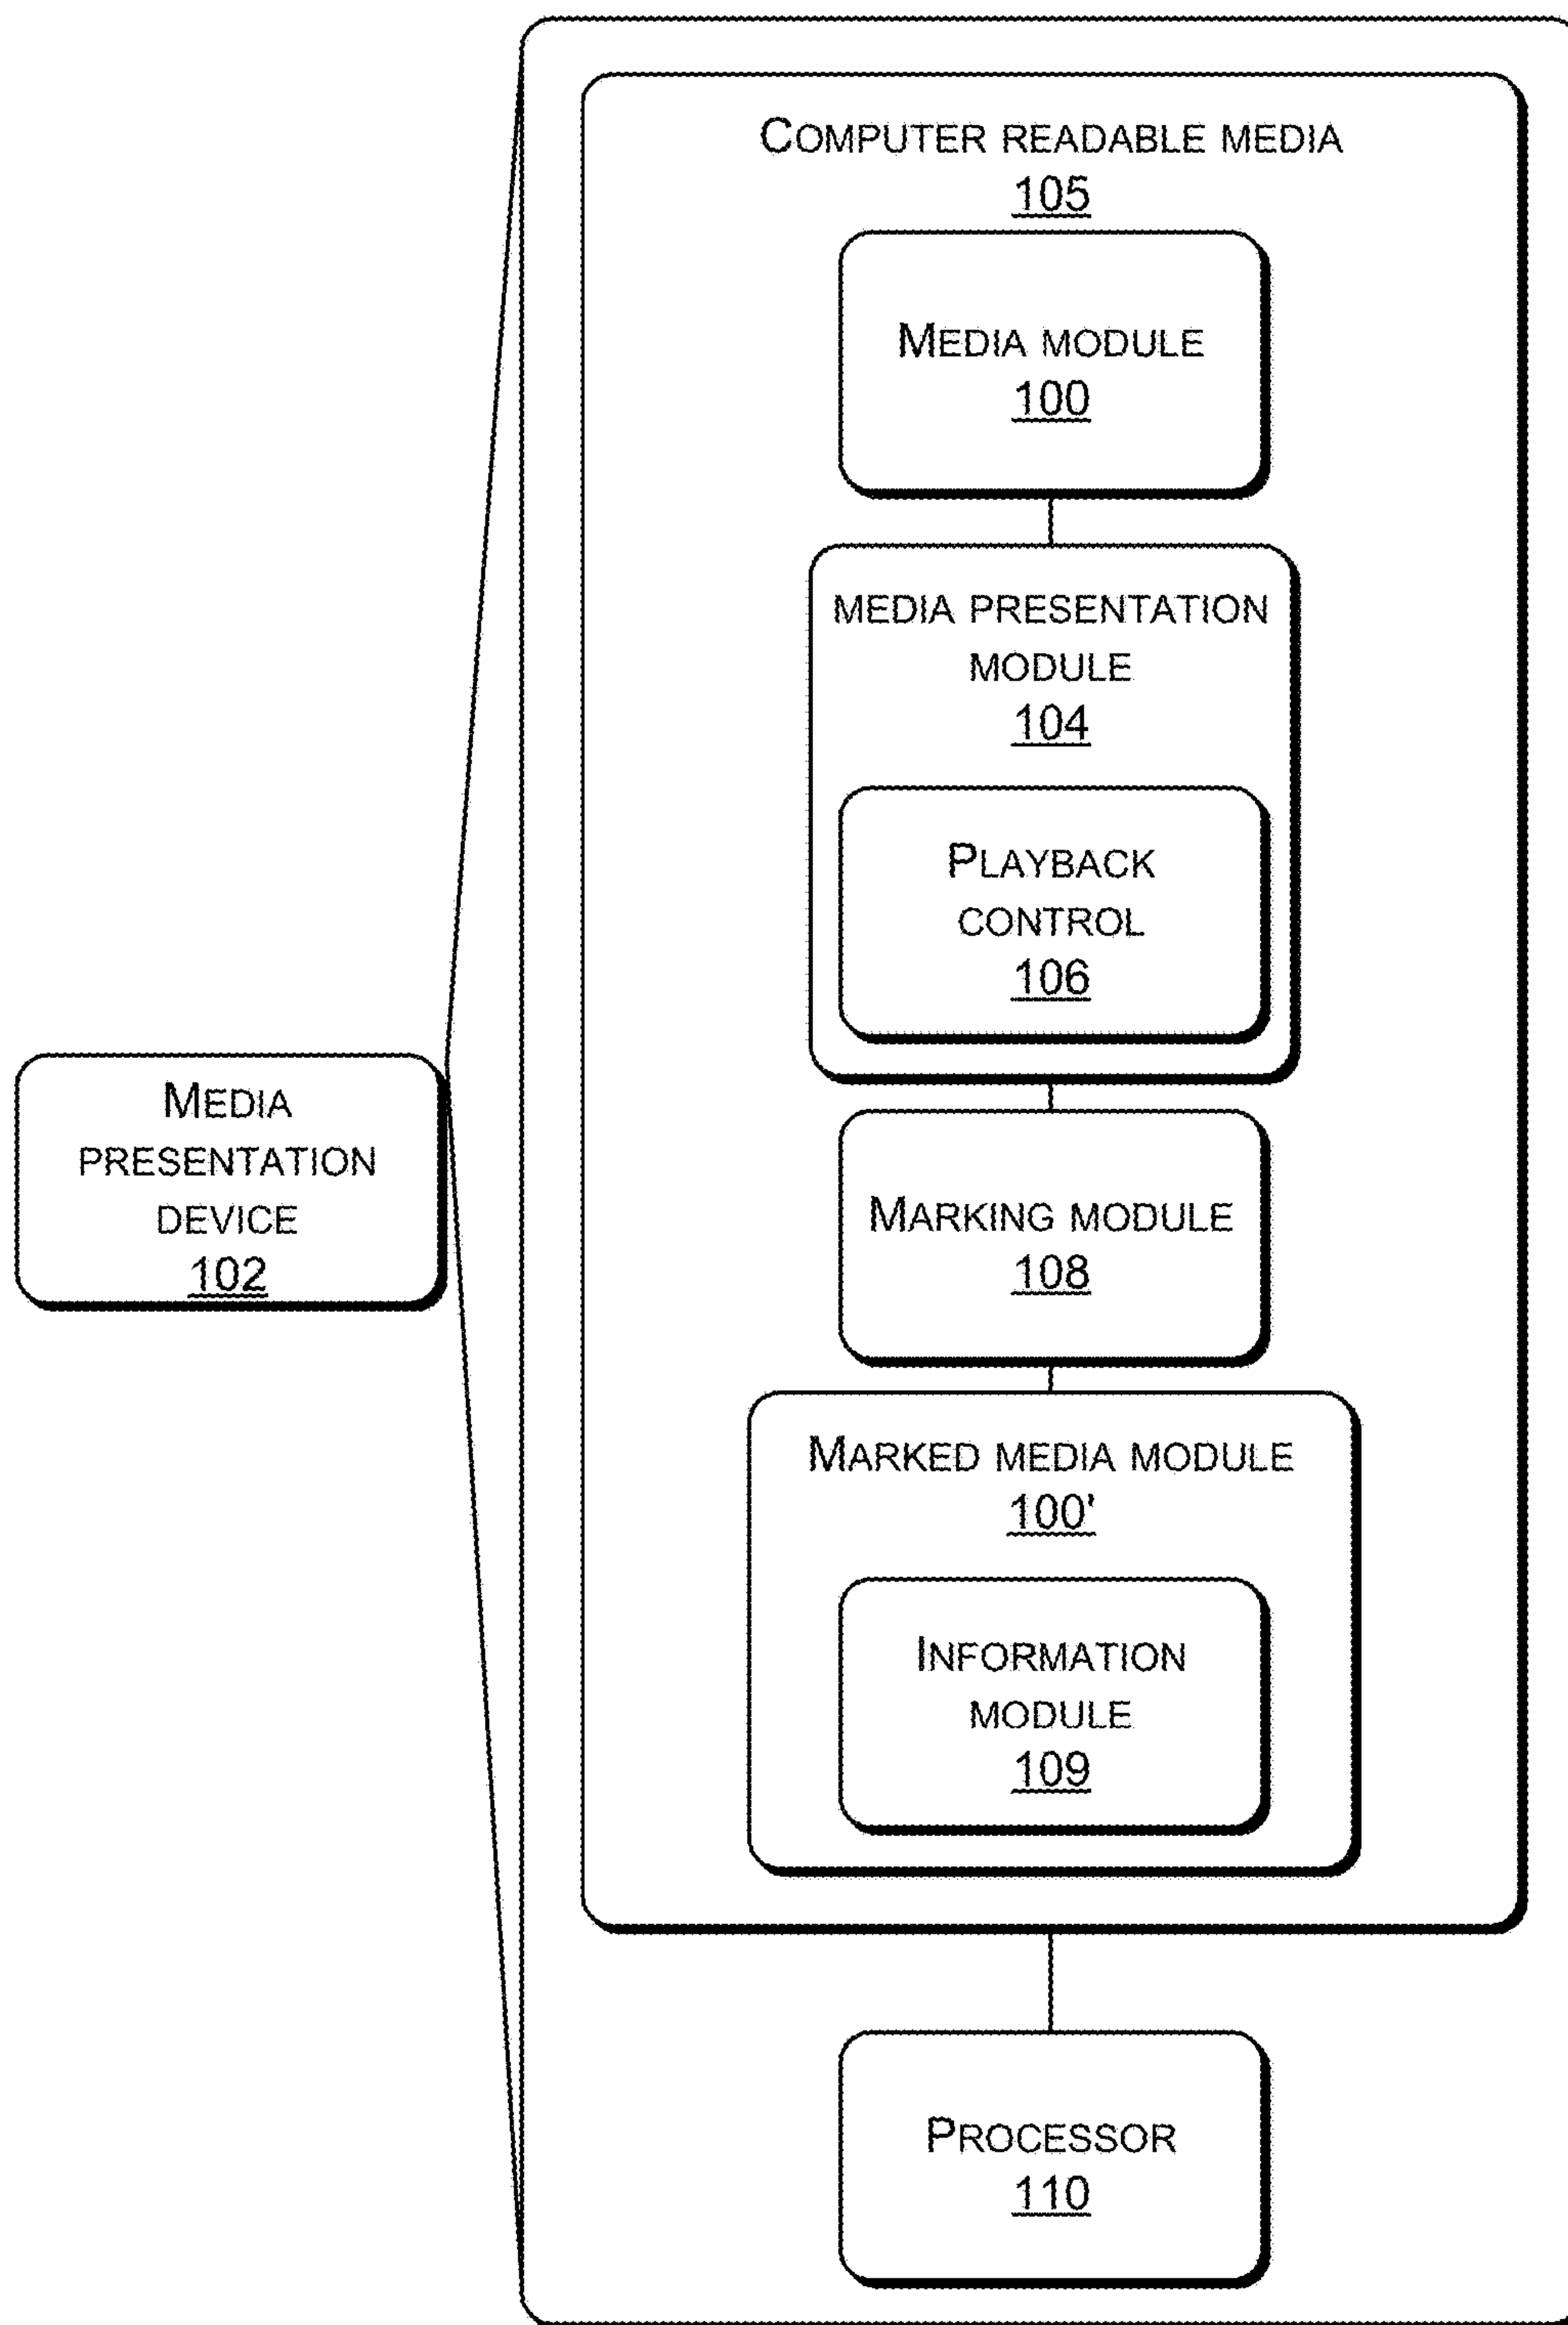 COMPUTER READABLE MEDIA
105
MEDIA MODULE
100
MEDIA PRESENTATION
MODULE
104
PLAYBACK
CONTROL
106
MEDIA
PRESENTATION
DEVICE
102
MARKING MODULE
108
MARKED MEDIA MODULE
100'
INFORMATION
MODULE
109
PROCESSOR
110